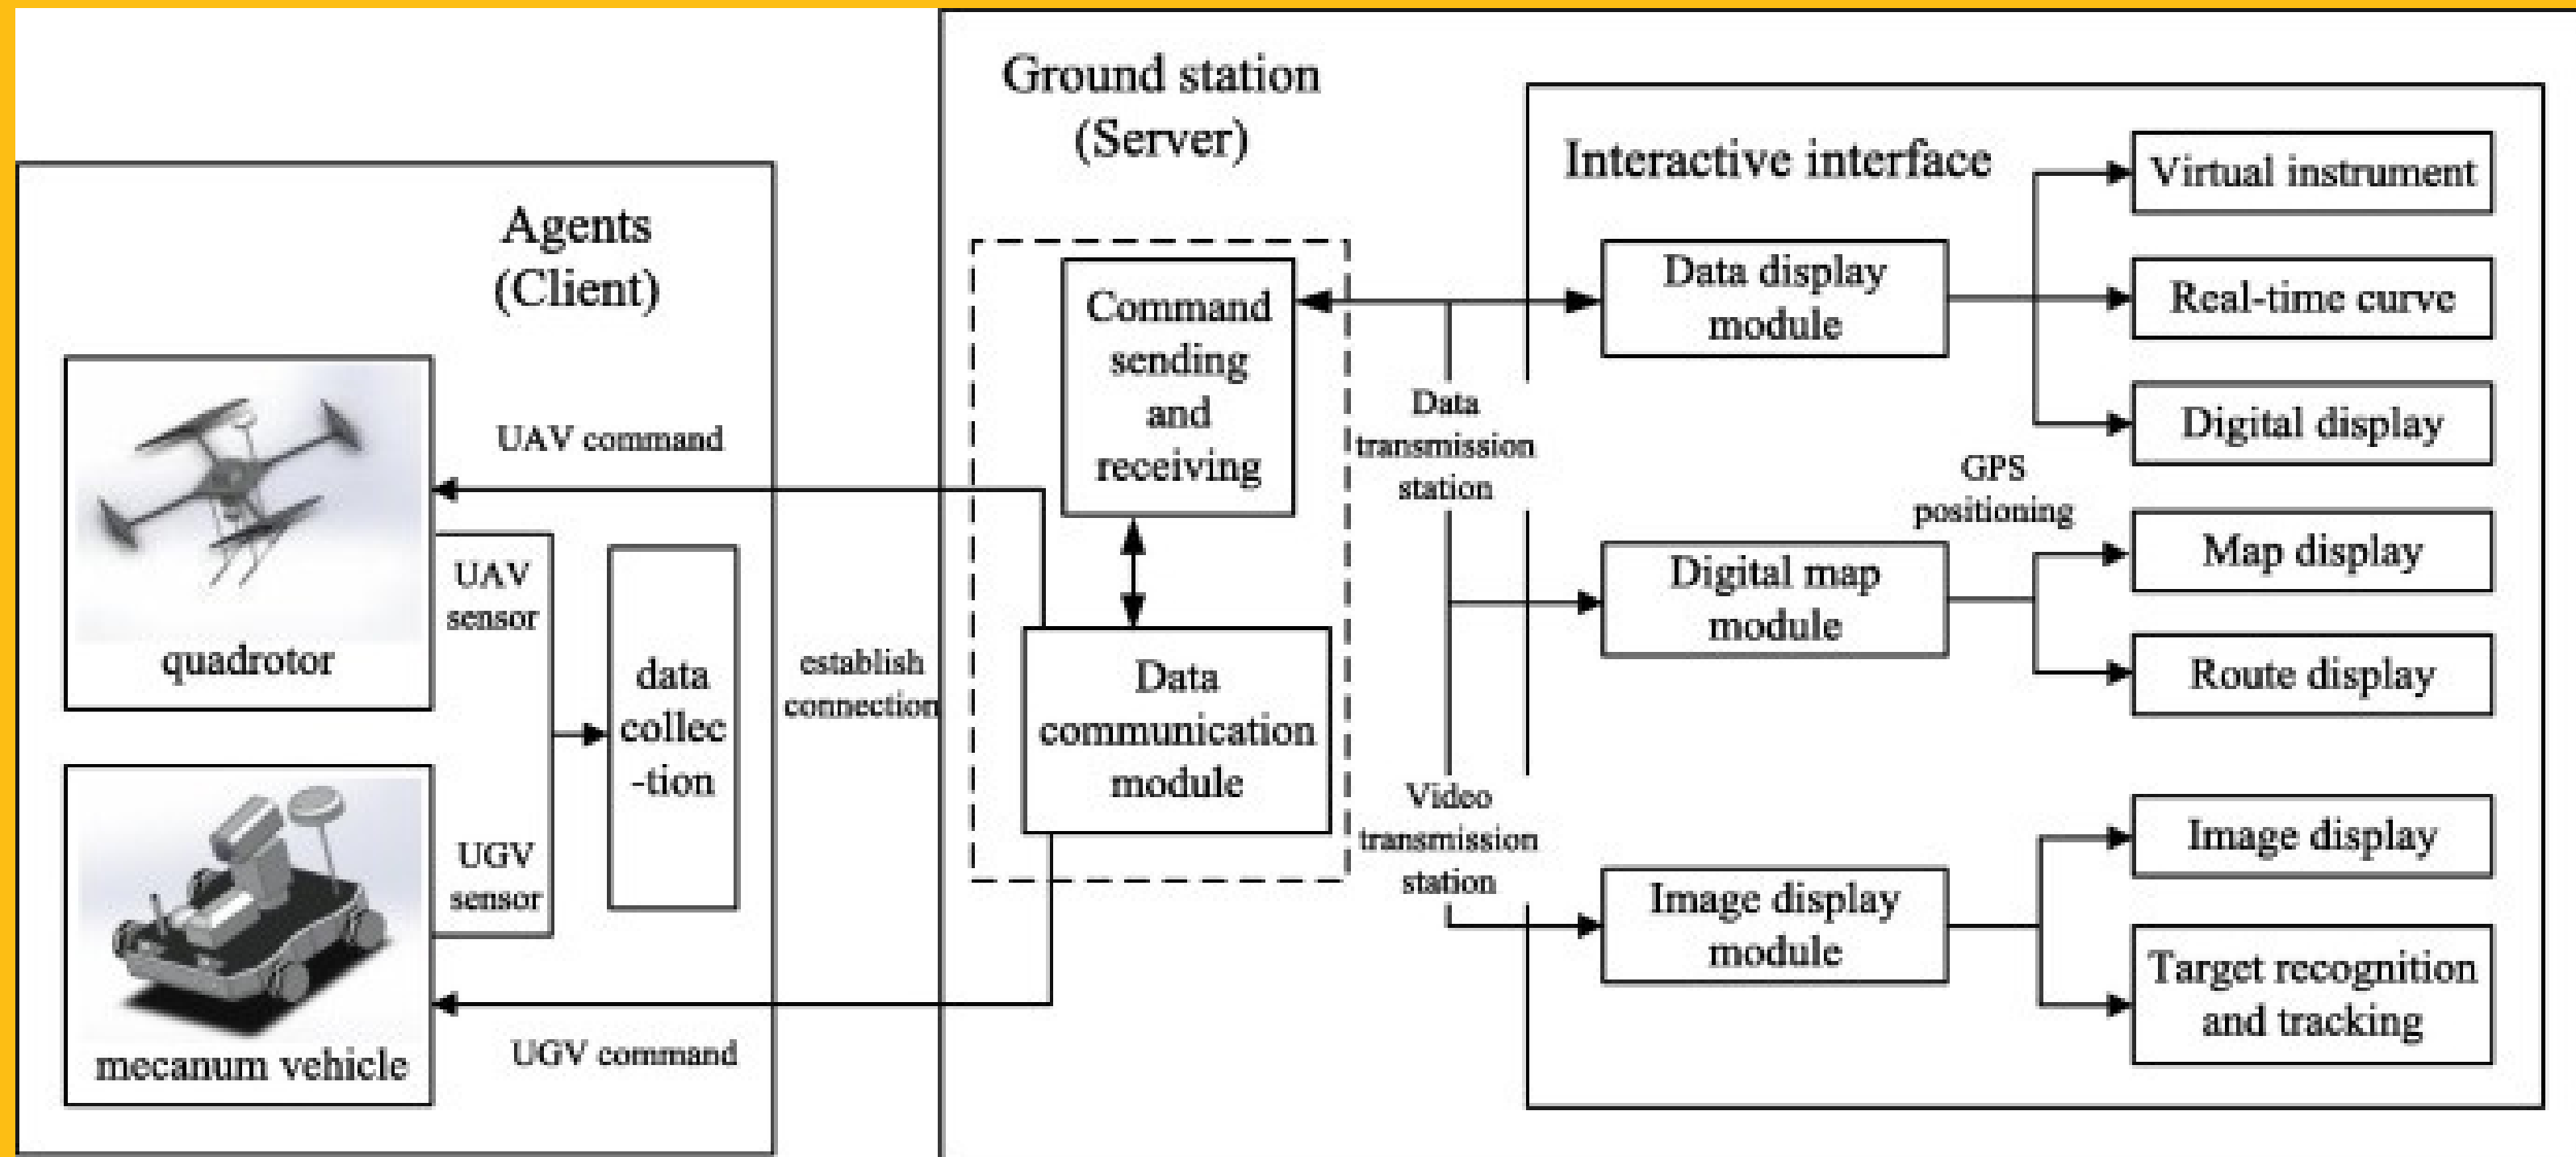 Agents
(Client)
quadrotor
UAV command
UAV
sensor
data
collec
-tion
UGV
sensor
mecanum vehicle
UGV command
establish
connection
Ground station
(Server)
Command
sending
and
receiving
Data
communication
module
Data
transmission
station
Video
transmission
station
Interactive interface
Data display
module
Virtual instrument
Real-time curve
Digital display
GPS
positioning
Digital map
module
Map display
Route display
Image display
module
Image display
Target recognition
and tracking